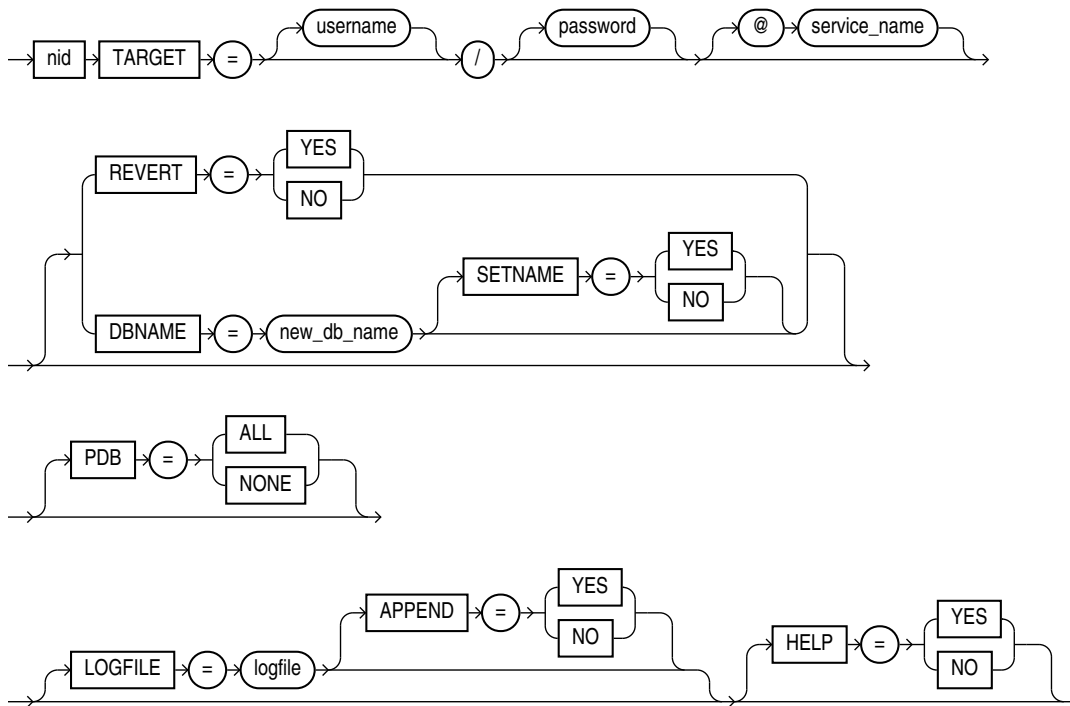 username password @ service_name
nid TARGET = /
YES
REVERT =
NO
YES
SETNAME =
NO
DBNAME = new_db_name
ALL
PDB =
NONE
YES
APPEND = YES
NO HELP =
LOGFILE = logfile NO